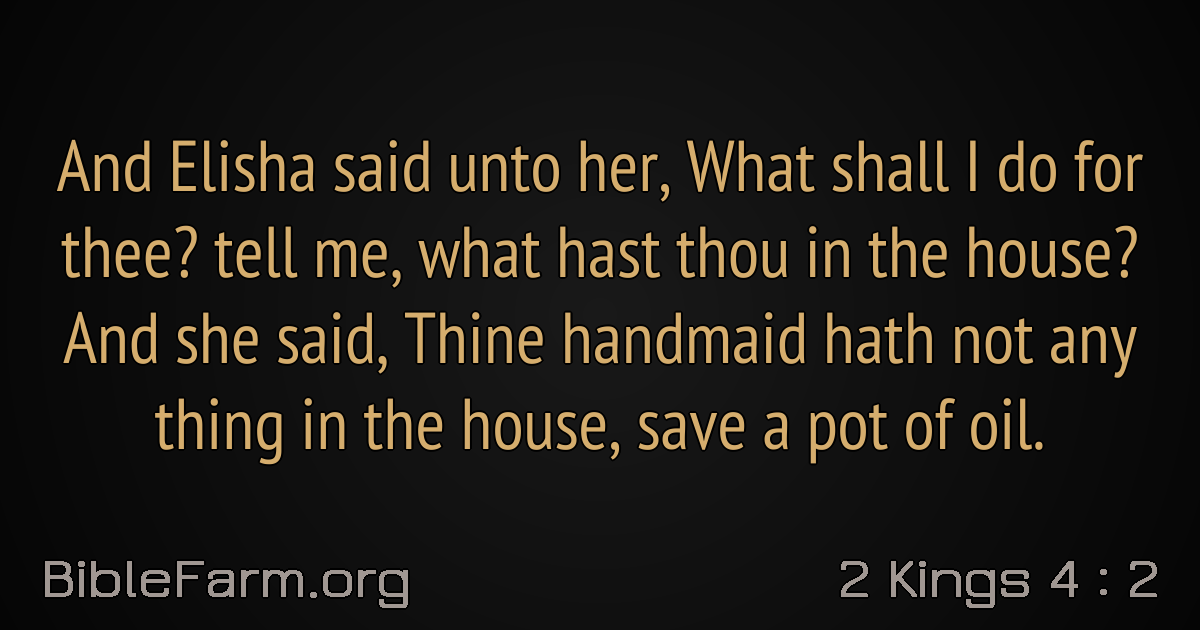 And Elisha said unto her, What shall I do for
thee? tell me, what hast thou in the house?
And she said, Thine handmaid hath not any
thing in the house, save a pot of oil.
BibleFarm.org
2 Kings 4 : 2